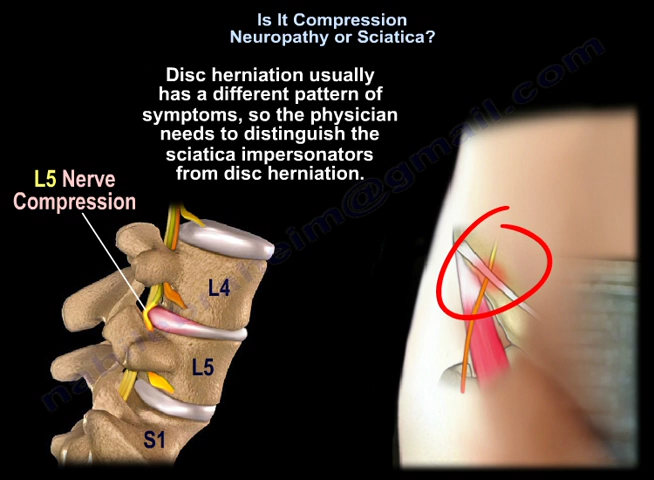 Is It Compression
Neuropathy or Sciatica?
Disc herniation usually
has a different pattern of
symptoms, so the physician
needs to distinguish the
sciatica impersonators
from disc herniation.
L5 Nerve
Compression
L4
L5
S1